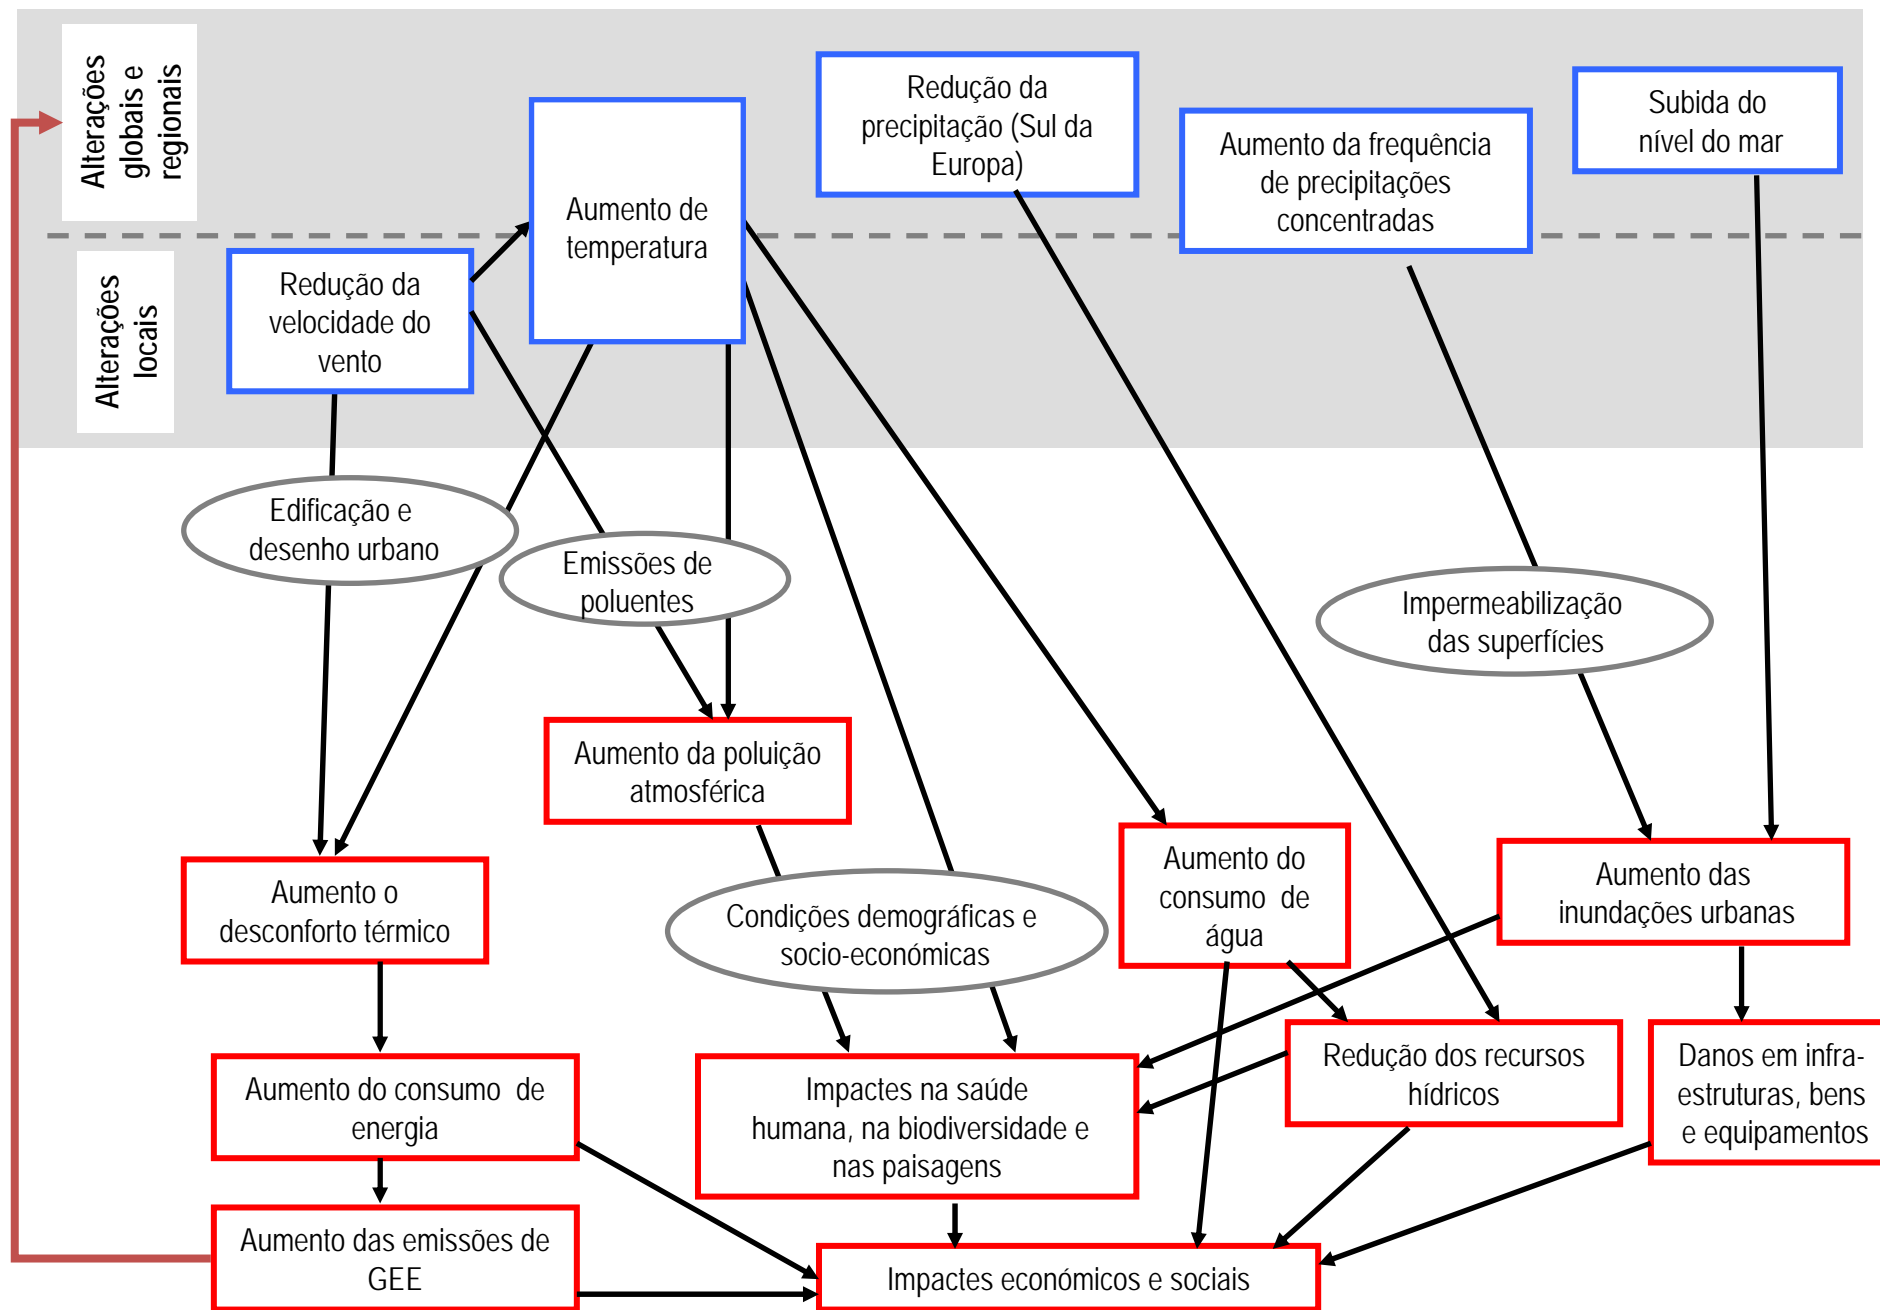 Alterações
globais e
regionais
Aumento de
temperatura
Redução da
precipitação (Sul da
Europa)
Aumento da frequência
de precipitações
concentradas
Subida do
nível do mar
Alterações
locais
Redução da
velocidade do
vento
Edificação e
desenho urbano
Emissões de
poluentes
Impermeabilização
das superfícies
Aumento da poluição
atmosférica
Aumento o
desconforto térmico
Condições demográficas e
socio-económicas
Aumento do
consumo de
água
Aumento das
inundações urbanas
Aumento do consumo de
energia
Impactes na saúde
humana, na biodiversidade e
nas paisagens
Redução dos recursos
hídricos
Danos em infra-
estruturas, bens
e equipamentos
Aumento das emissões de
GEE
Impactes económicos e sociais